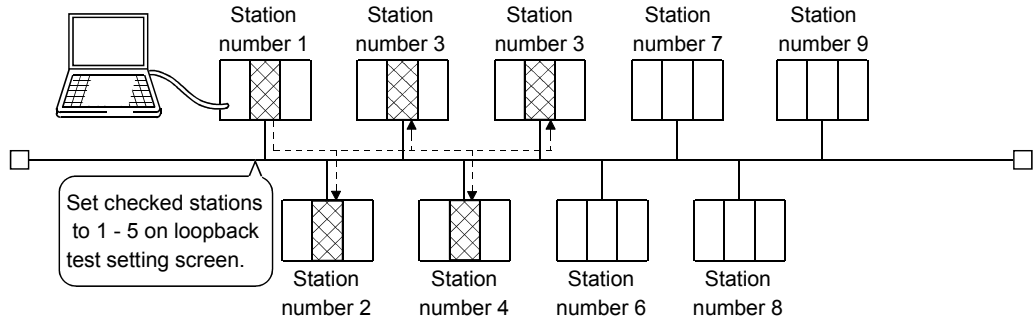 Station
number 1
Station
number 3
Station
number 3
Station
number 7
Station
number 9
Set checked stations
to 1 - 5 on loopback
test setting screen.
Station
number 2
Station
number 4
Station
number 6
Station
number 8